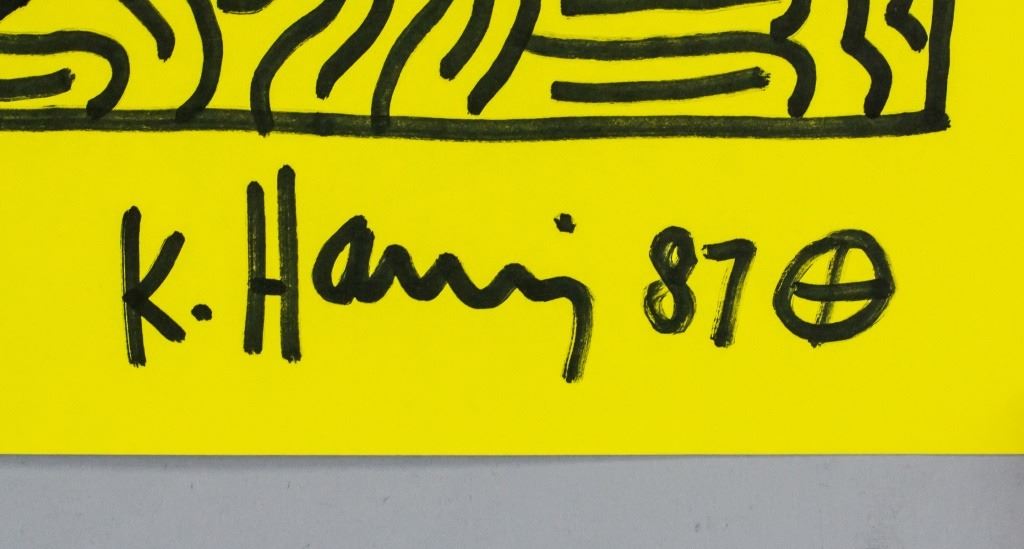 K. Haring 87 ⊕